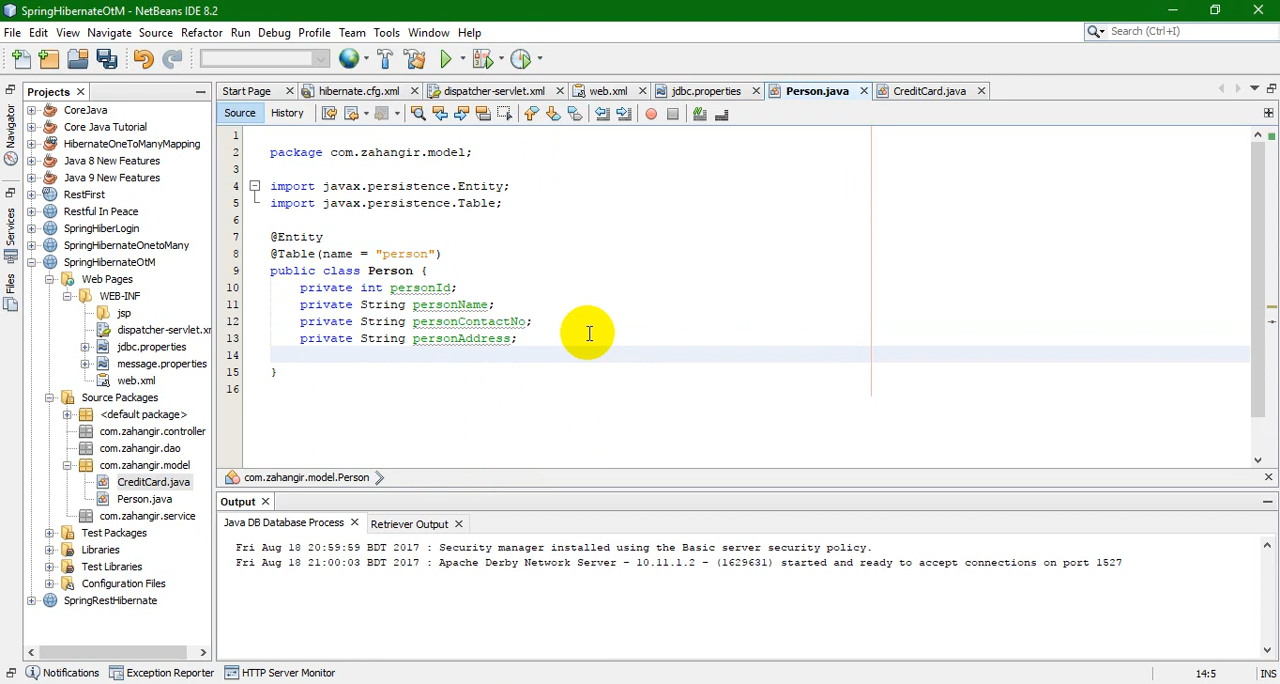 SpringHibernateOtM - NetBeans IDE 8.2
File Edit View Navigate Source Refactor Run Debug Profile Team Tools Window Help
Search (Ctrl+I)
Projects
Start Page hibernate.cfg.xml dispatcher-servlet.xml web.xml jdbc.properties Person.java CreditCard.java
Navigator
Services
Files
Source History
CoreJava
Core Java Tutorial
HibernateOneToManyMapping
Java 8 New Features
Java 9 New Features
RestFirst
Restful In Peace
SpringHiberLogin
SpringHibernateOnetoMany
SpringHibernateOtM
Web Pages
WEB-INF
jsp
dispatcher-servlet.xr
jdbc.properties
message.properties
web.xml
Source Packages
<default package>
com.zahangir.controller
com.zahangir.dao
com.zahangir.model
CreditCard.java
Person.java
com.zahangir.service
Test Packages
Libraries
Test Libraries
Configuration Files
SpringRestHibernate
1
2 package com.zahangir.model;
3
4 import javax.persistence.Entity;
5 import javax.persistence.Table;
6
7 @Entity
8 @Table(name = "person")
9 public class Person {
10 private int personId;
11 private String personName;
12 private String personContactNo;
13 private String personAddress;
14
15 }
16
com.zahangir.model.Person
Output
Java DB Database Process Retriever Output
Fri Aug 18 20:59:59 BDT 2017 : Security manager installed using the Basic server security policy.
Fri Aug 18 21:00:03 BDT 2017 : Apache Derby Network Server - 10.11.1.2 - (1629631) started and ready to accept connections on port 1527
Notifications Exception Reporter HTTP Server Monitor
14:5 INS